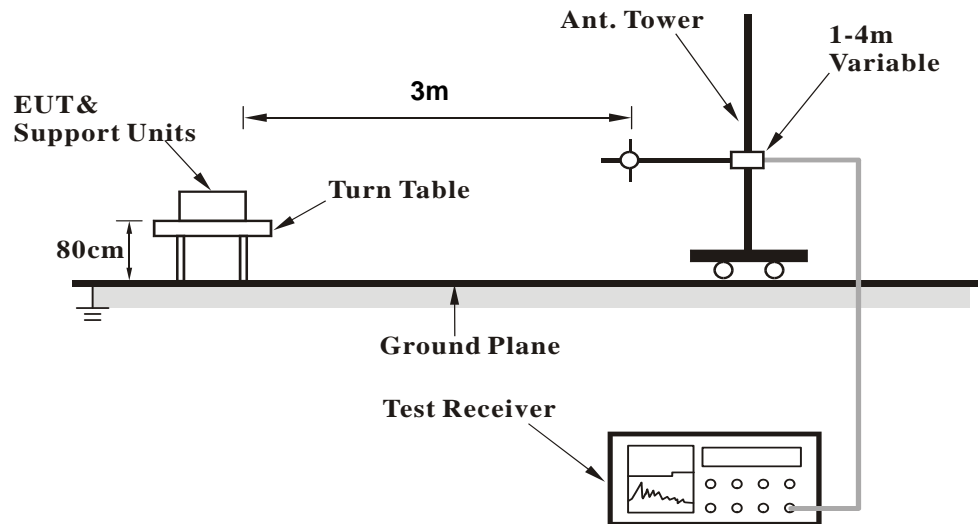 Ant. Tower
1-4m
Variable
3m
EUT&
Support Units
Turn Table
80cm
Ground Plane
Test Receiver